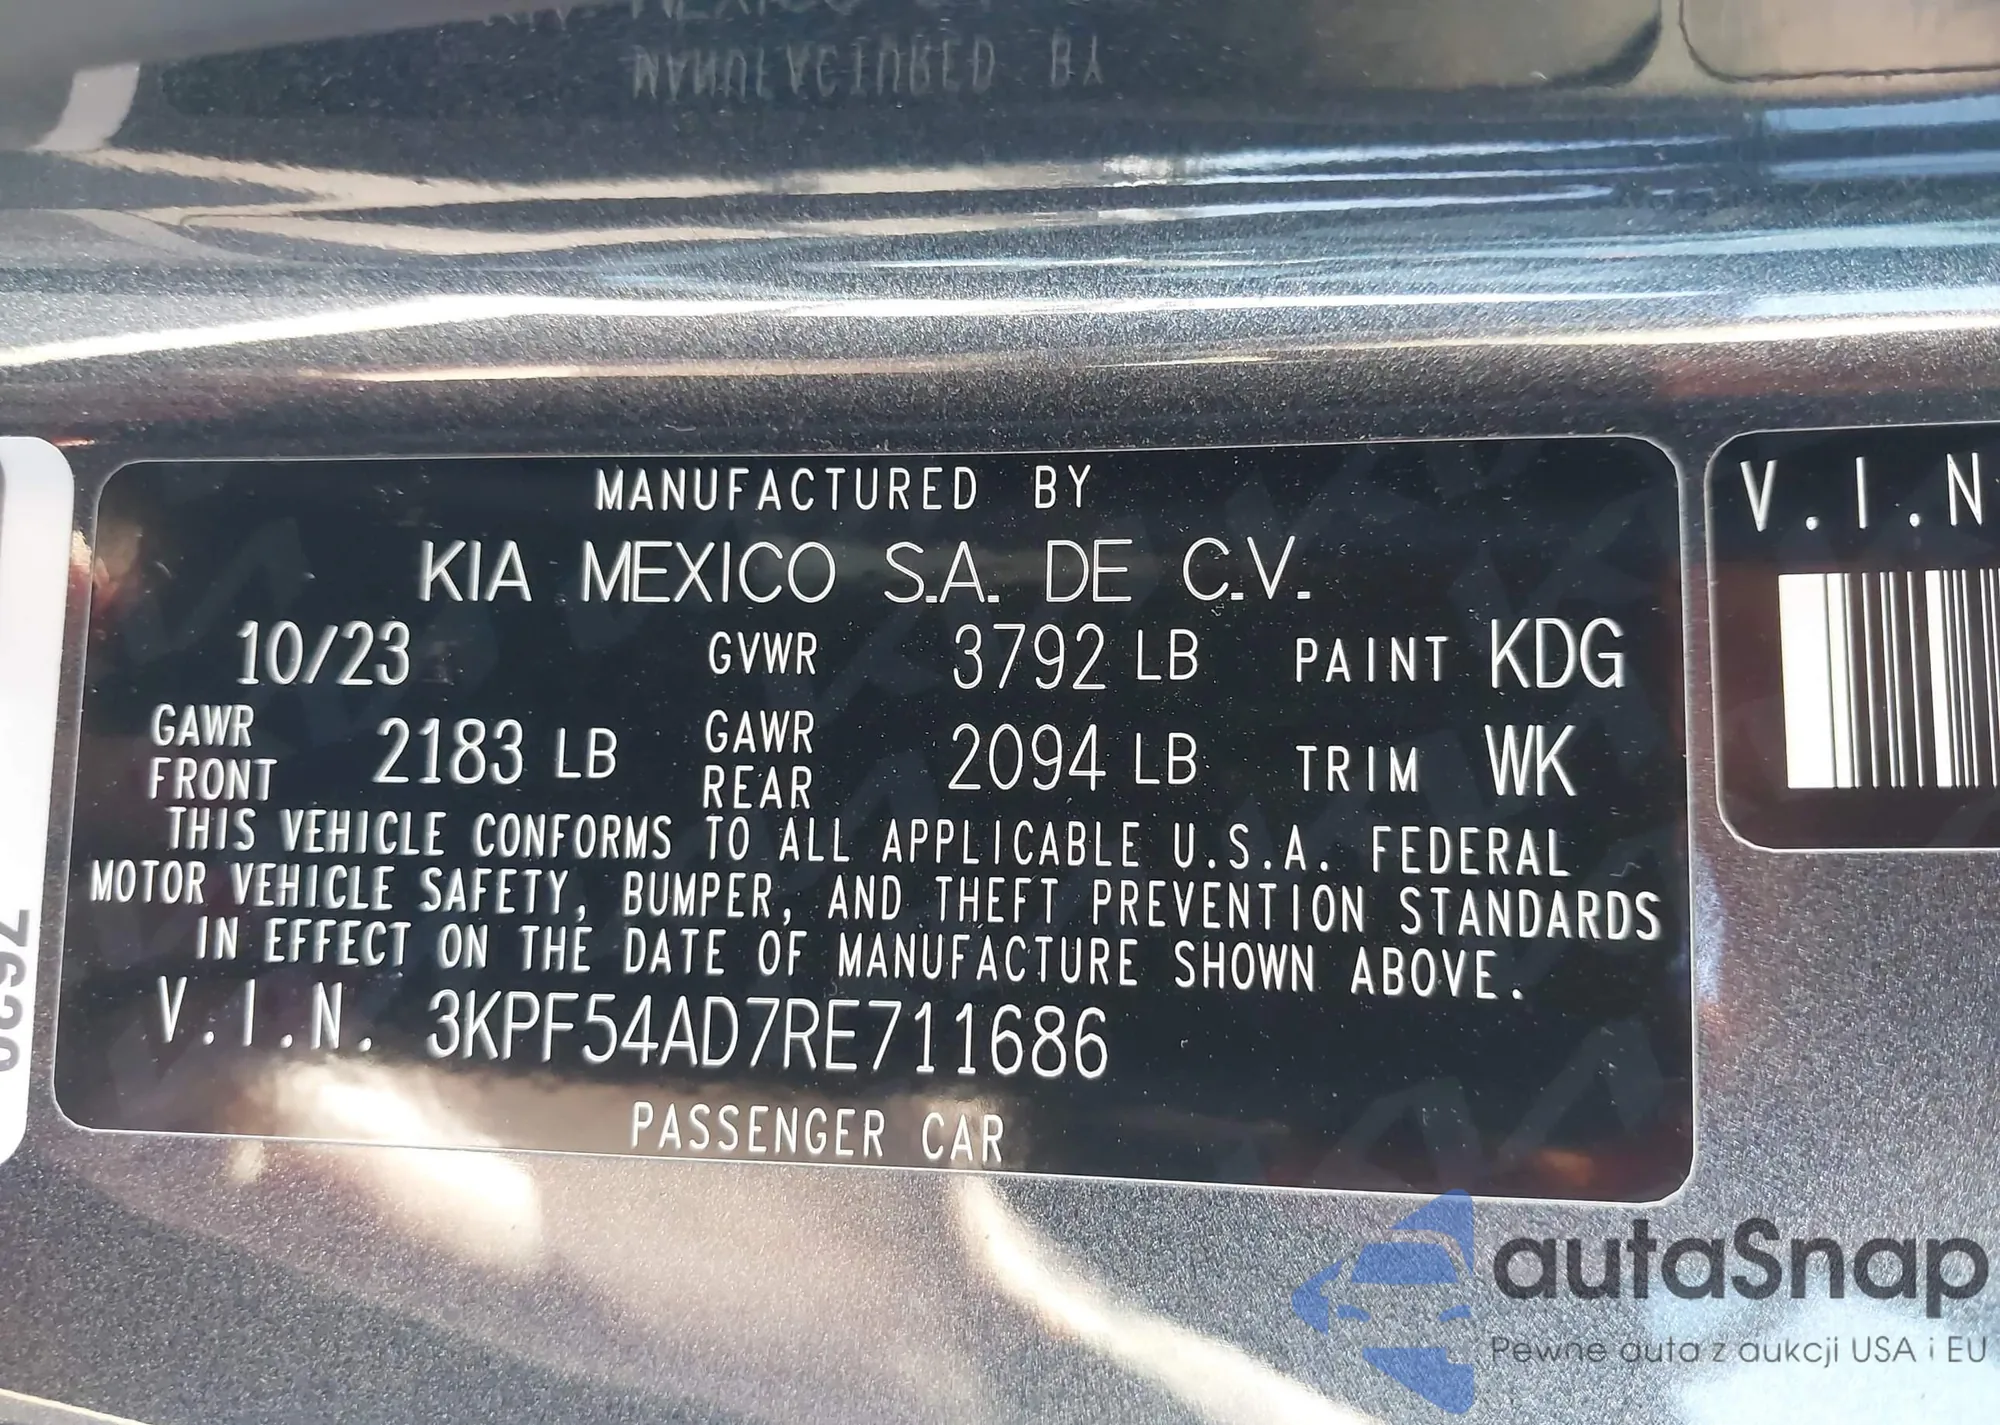 MANUFACTURED BY
MANUFACTURED BY
KIA MEXICO S.A. DE C.V.
10/23 GVWR 3792 LB PAINT KDG
GAWR FRONT 2183 LB GAWR REAR 2094 LB TRIM WK
THIS VEHICLE CONFORMS TO ALL APPLICABLE U.S.A. FEDERAL
MOTOR VEHICLE SAFETY, BUMPER, AND THEFT PREVENTION STANDARDS
IN EFFECT ON THE DATE OF MANUFACTURE SHOWN ABOVE.
V.I.N. 3KPF54AD7RE711686
PASSENGER CAR
V.I.N
autaSnap
Pewne auta z aukcji USA i EU